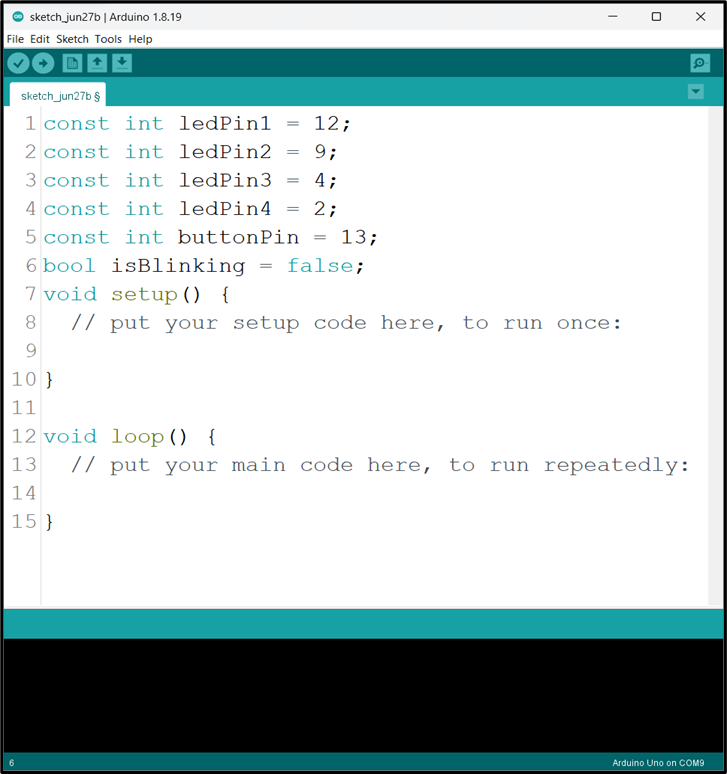 sketch_jun27b | Arduino 1.8.19
File Edit Sketch Tools Help
sketch_jun27b §
1 const int ledPin1 = 12;
2 const int ledPin2 = 9;
3 const int ledPin3 = 4;
4 const int ledPin4 = 2;
5 const int buttonPin = 13;
6 bool isBlinking = false;
7 void setup() {
8   // put your setup code here, to run once:
9
10 }
11
12 void loop() {
13   // put your main code here, to run repeatedly:
14
15 }
6 Arduino Uno on COM9